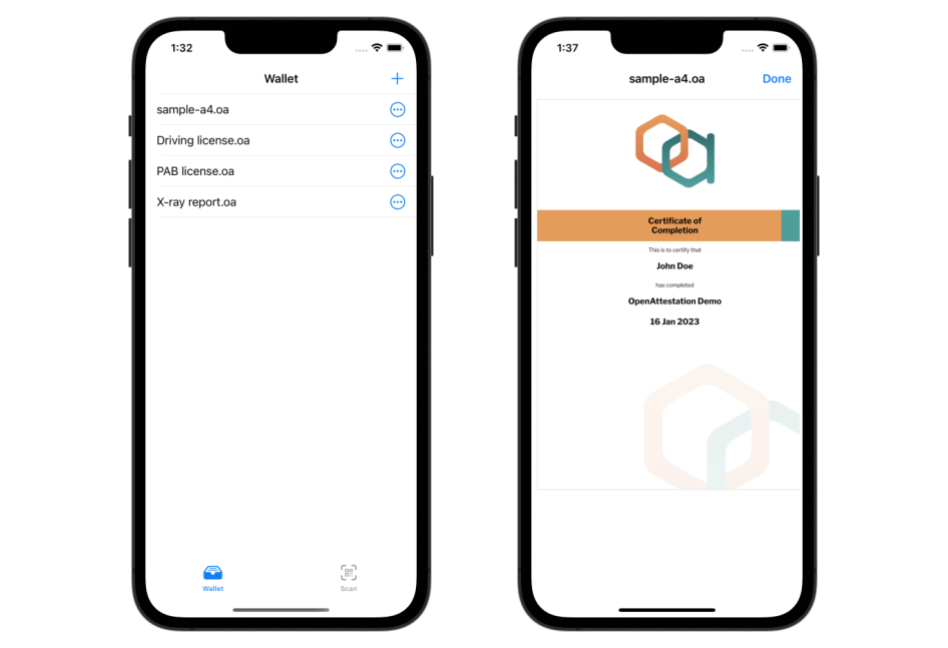 1:32
Wallet
sample-a4.oa
Driving license.oa
PAB license.oa
X-ray report.oa
Wallet
Scan
1:37
sample-a4.oa
Done
Certificate of
Completion
This is to certify that
John Doe
has completed
OpenAttestation Demo
16 Jan 2023